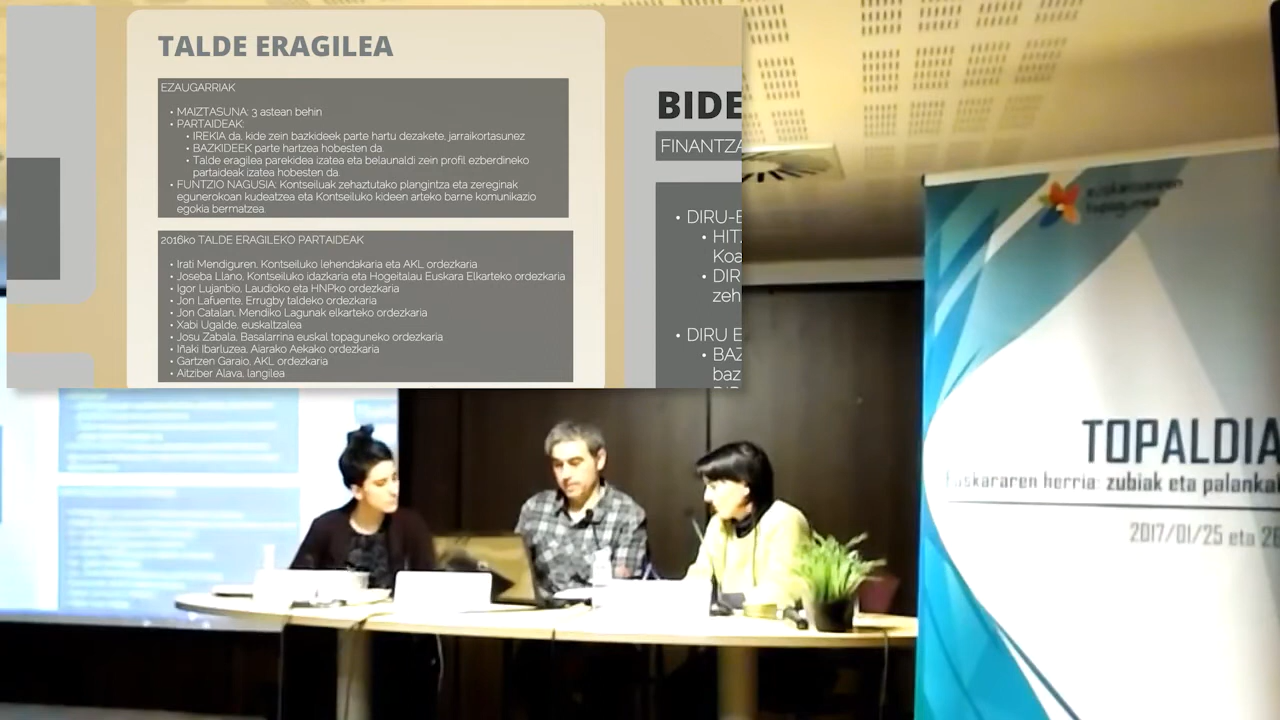 TALDE ERAGILEA
EZAUGARRIAK
• MAIZTASUNA: 3 astean behin
• PARTAIDEAK:
• IREKIA da, kide zein bazkideek parte hartu dezakete, jarraikortasunez
• BAZKIDEEK parte hartzea hobesten da.
• Talde eragilea parekidea izatea eta belaunaldi zein profil ezberdineko
partaideak izatea hobesten da.
• FUNTZIO NAGUSIA: Kontseiluak zehaztutako plangintza eta zereginak
egunerokoan kudeatzea eta Kontseiluko kideen arteko barne komunikazio
egokia bermatzea
2016ko TALDE ERAGILEKO PARTAIDEAK
• Irati Mendiguren, Kontseiluko lehendakaria eta AKL ordezkaria
• Joseba Llano, Kontseiluko idazkaria eta Hogeitalau Euskara Elkarteko ordezkaria
• Igor Lujanbio, Laudioko eta HNPko ordezkaria
• Jon Lafuente, Errugby taldeko ordezkaria
• Jon Catalan, Mendiko Lagunak elkarteko ordezkaria
• Xabi Ugalde, euskaltzalea
• Josu Zabala, Basalarrina euskal topaguneko ordezkaria
• Iñaki Ibarluzea, Aiarako Aekako ordezkaria
• Gartzen Garaio, AKL ordezkaria
• Aitziber Alava, langilea
BIDE
FINANTZA
• DIRU-E
• HIT.
Koa
• DIR
zeh
• DIRU E
• BAZ
baz
euskararen
topagunea
TOPALDIA
Euskararen herria: zubiak eta palanka
2017/01/25 eta 26